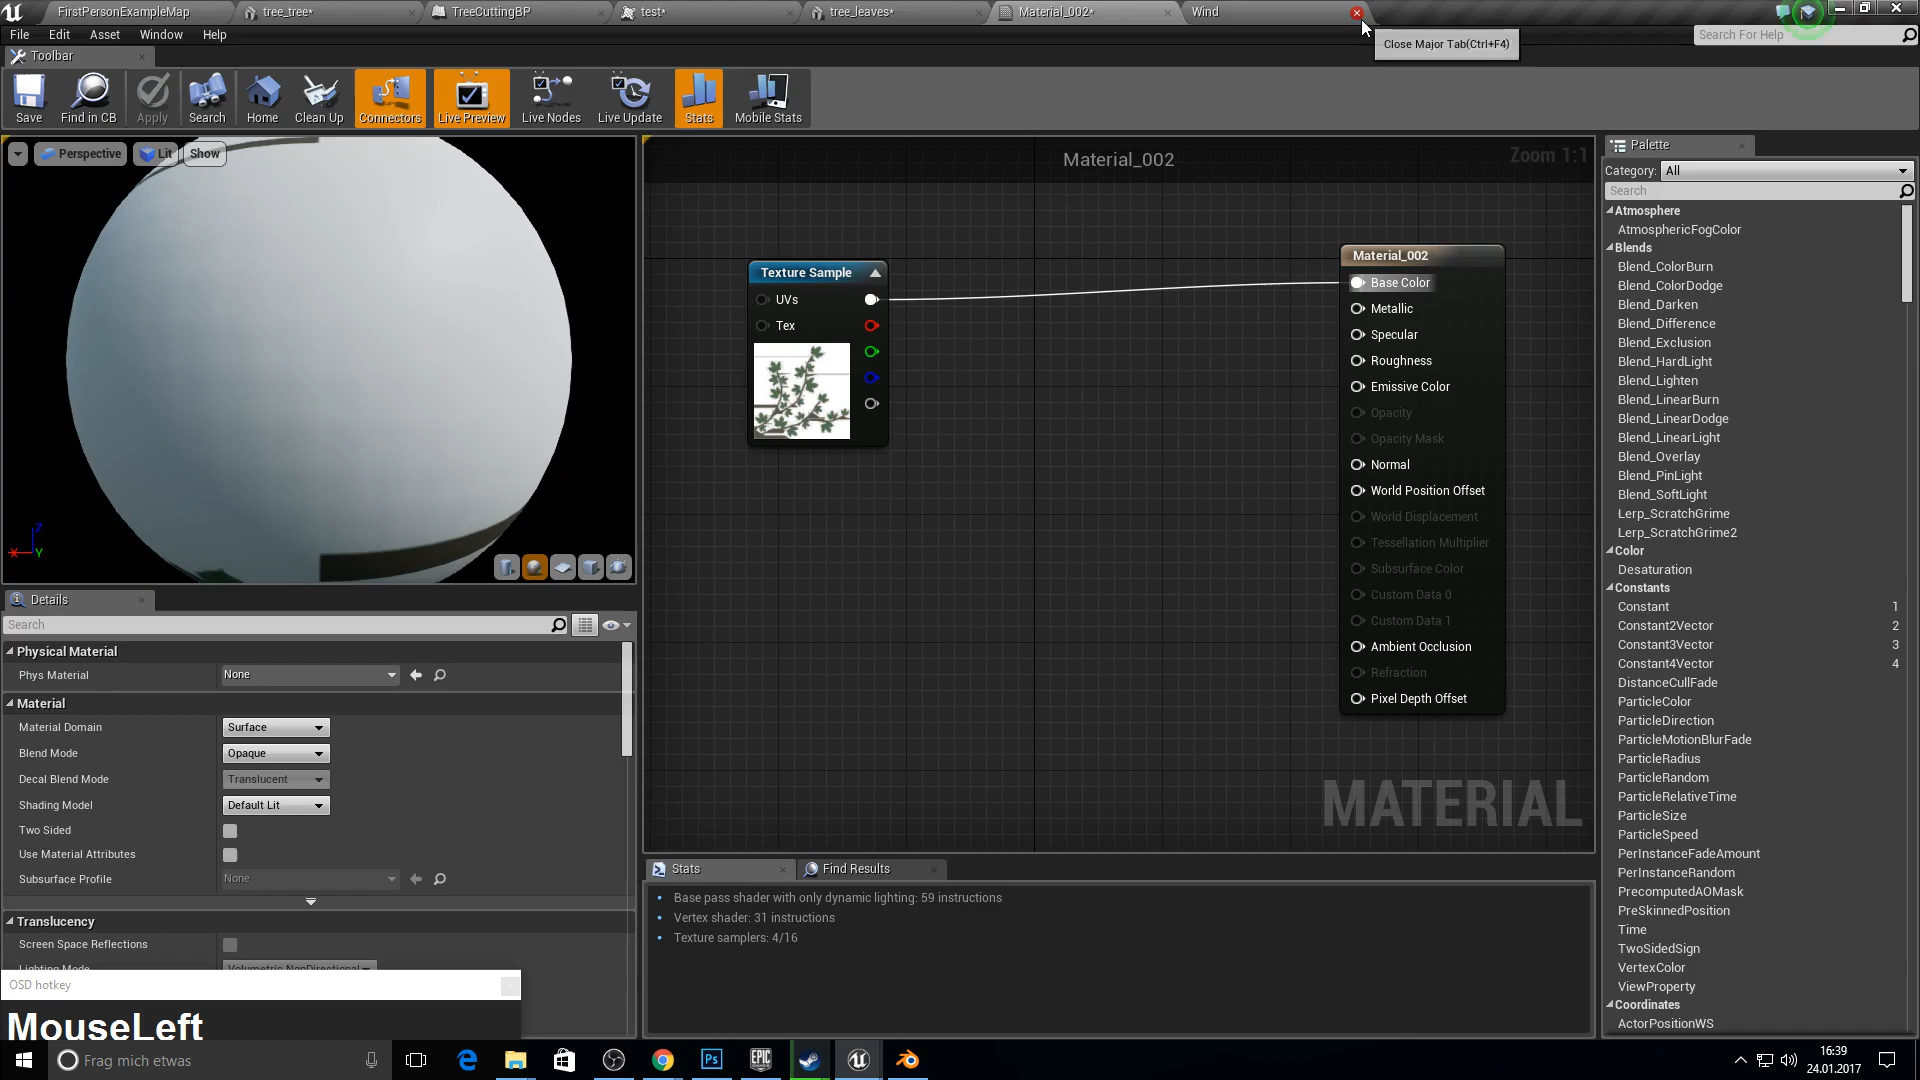 FirstPersonExampleMap
tree_tree*
TreeCuttingBP
test*
tree_leaves*
Material_002*
Wind
File
Edit
Asset
Window
Help
Search For Help
Close Major Tab(Ctrl+F4)
Toolbar
Save
Find in CB
Apply
Search
Home
Clean Up
Connectors
Live Preview
Live Nodes
Live Update
Stats
Mobile Stats
Perspective
Lit
Show
X
Z
Y
Material_002
Zoom 1:1
Texture Sample
UVs
Tex
Material_002
Base Color
Metallic
Specular
Roughness
Emissive Color
Opacity
Opacity Mask
Normal
World Position Offset
World Displacement
Tessellation Multiplier
Subsurface Color
Custom Data 0
Custom Data 1
Ambient Occlusion
Refraction
Pixel Depth Offset
MATERIAL
Details
Search
Physical Material
Phys Material
None
Material
Material Domain
Surface
Blend Mode
Opaque
Decal Blend Mode
Translucent
Shading Model
Default Lit
Two Sided
Use Material Attributes
Subsurface Profile
None
Translucency
Screen Space Reflections
Lighting Mode
Volumetric NonDirectional
Stats
Find Results
Base pass shader with only dynamic lighting: 59 instructions
Vertex shader: 31 instructions
Texture samplers: 4/16
Palette
Category:
All
Search
Atmosphere
AtmosphericFogColor
Blends
Blend_ColorBurn
Blend_ColorDodge
Blend_Darken
Blend_Difference
Blend_Exclusion
Blend_HardLight
Blend_Lighten
Blend_LinearBurn
Blend_LinearDodge
Blend_LinearLight
Blend_Overlay
Blend_PinLight
Blend_SoftLight
Lerp_ScratchGrime
Lerp_ScratchGrime2
Color
Desaturation
Constants
Constant 1
Constant2Vector 2
Constant3Vector 3
Constant4Vector 4
DistanceCullFade
ParticleColor
ParticleDirection
ParticleMotionBlurFade
ParticleRadius
ParticleRandom
ParticleRelativeTime
ParticleSize
ParticleSpeed
PerInstanceFadeAmount
PerInstanceRandom
PrecomputedAOMask
PreSkinnedPosition
Time
TwoSidedSign
VertexColor
ViewProperty
Coordinates
ActorPositionWS
OSD hotkey
MouseLeft
Frag mich etwas
Ps
EPIC
GAMES
16:39
24.01.2017